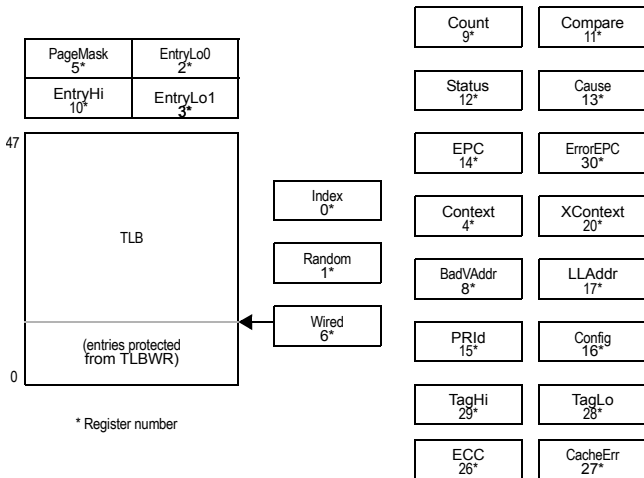 PageMask
5*
EntryLo0
2*
EntryHi
10*
EntryLo1
3*
47
TLB
(entries protected
from TLBWR)
0
* Register number
Index
0*
Random
1*
Wired
6*
Count
9*
Compare
11*
Status
12*
Cause
13*
EPC
14*
ErrorEPC
30*
Context
4*
XContext
20*
BadVAddr
8*
LLAddr
17*
PRId
15*
Config
16*
TagHi
29*
TagLo
28*
ECC
26*
CacheErr
27*